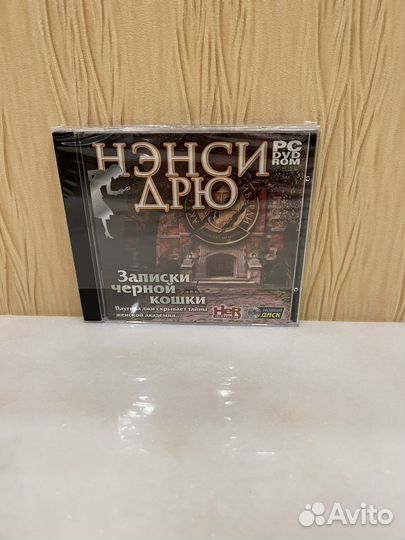 НЭНСИ
ДРЮ
PC
DVD
ROM
Записки
черной
кошки
Паутина лжи скрывает тайны
женской академии...
HeR
ДИСК
Avito